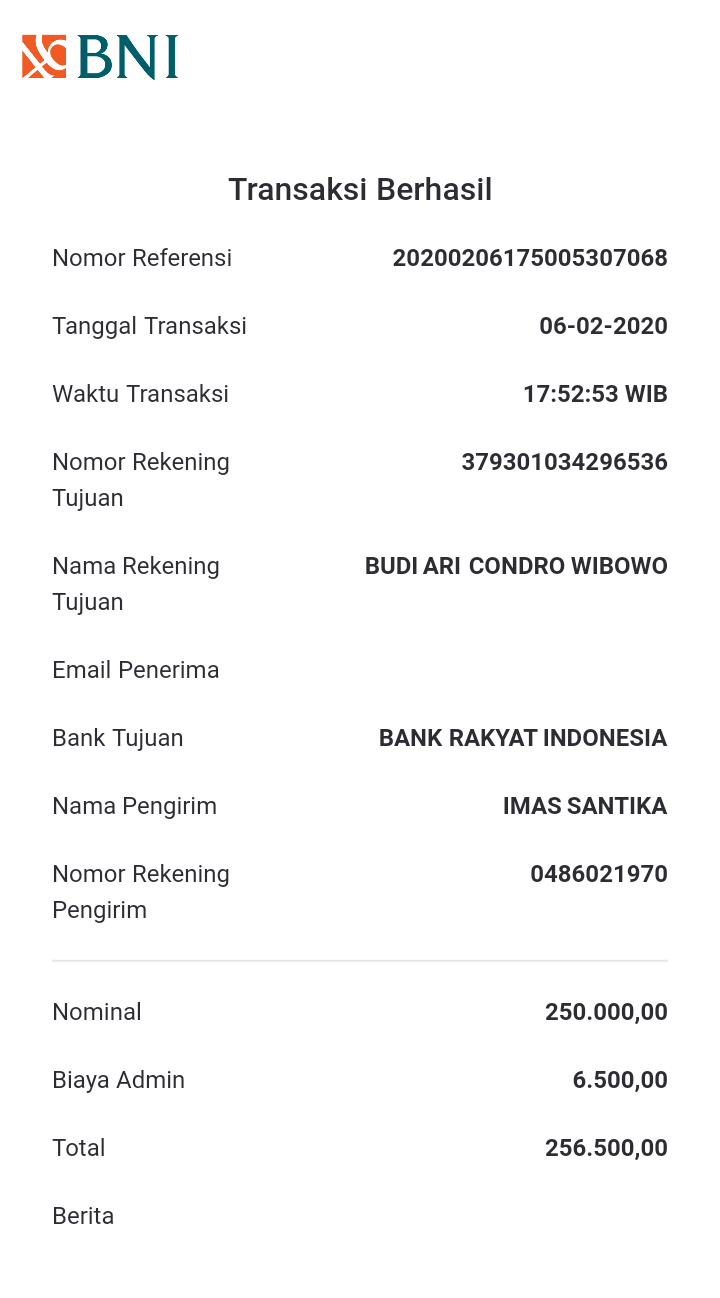 BNI
Transaksi Berhasil
Nomor Referensi 20200206175005307068
Tanggal Transaksi 06-02-2020
Waktu Transaksi 17:52:53 WIB
Nomor Rekening 379301034296536
Tujuan
Nama Rekening BUDI ARI CONDRO WIBOWO
Tujuan
Email Penerima
Bank Tujuan BANK RAKYAT INDONESIA
Nama Pengirim IMAS SANTIKA
Nomor Rekening 0486021970
Pengirim
Nominal 250.000,00
Biaya Admin 6.500,00
Total 256.500,00
Berita